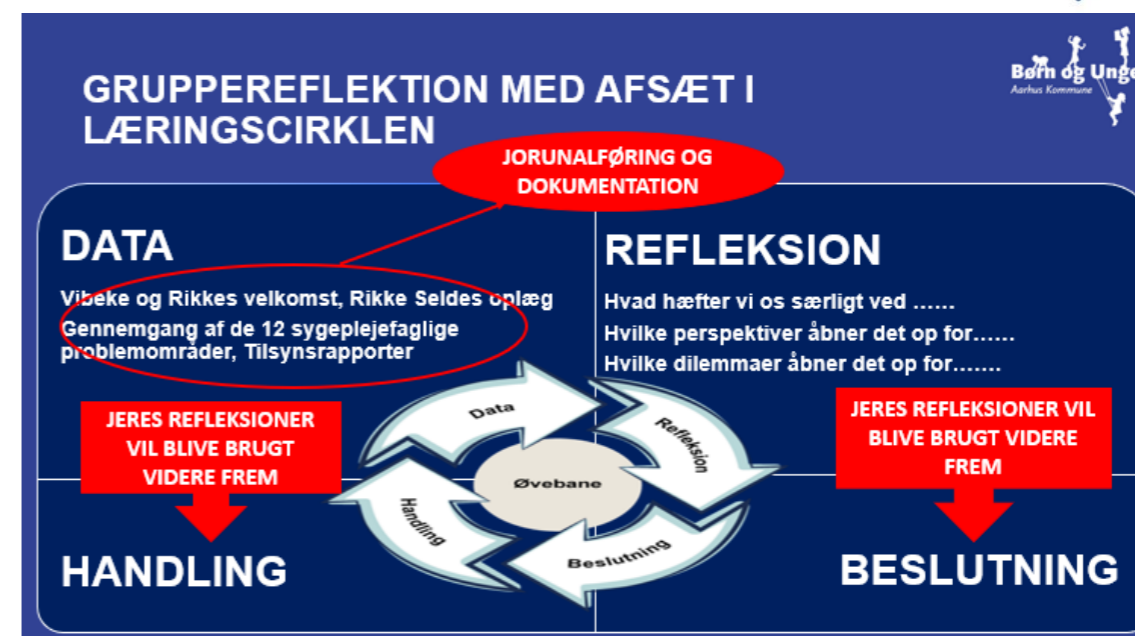 GRUPPEREFLEKTION MED AFSÆT I
LÆRINGSCIRKLEN
Børn og Unge
Aarhus Kommune
JORUNALFØRING OG
DOKUMENTATION
DATA
Vibeke og Rikkes velkomst, Rikke Seldes oplæg
Gennemgang af de 12 sygeplejefaglige
problemområder, Tilsynsrapporter
REFLEKSION
Hvad hæfter vi os særligt ved ......
Hvilke perspektiver åbner det op for......
Hvilke dilemmaer åbner det op for.......
JERES REFLEKSIONER
VIL BLIVE BRUGT
VIDERE FREM
Data
Refleksion
Øvebane
Handling
Beslutning
JERES REFLEKSIONER VIL
BLIVE BRUGT VIDERE
FREM
HANDLING
BESLUTNING